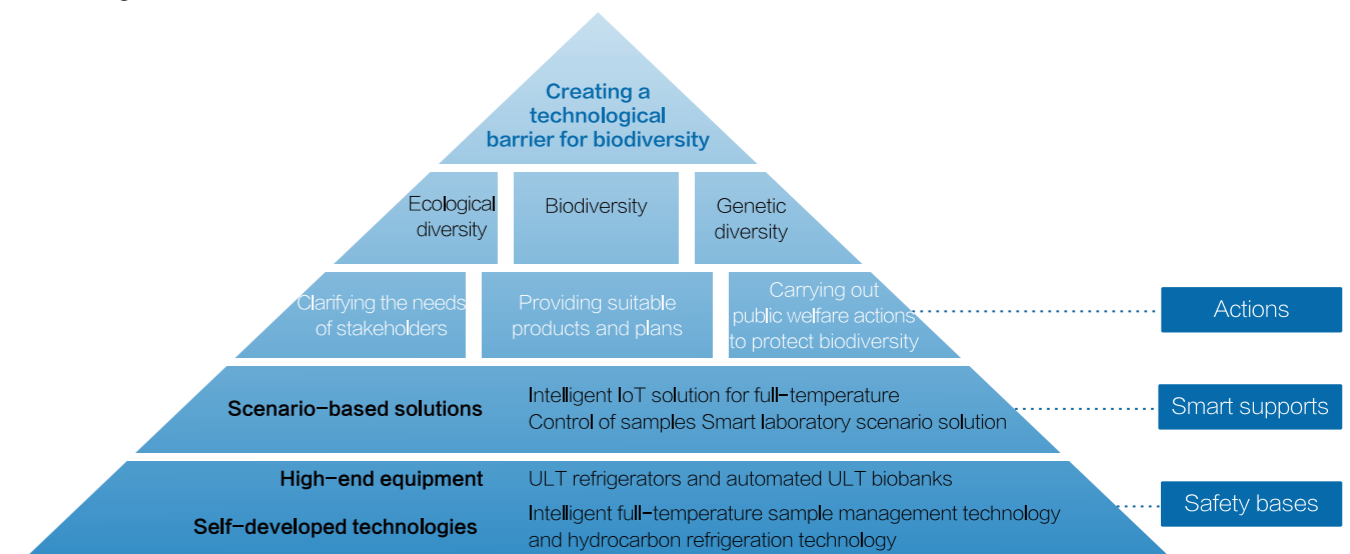 Creating a
technological
barrier for biodiversity
Ecological
diversity
Biodiversity
Genetic
diversity
Clarifying the needs
of stakeholders
Providing suitable
products and plans
Carrying out
public welfare actions
to protect biodiversity
Actions
Scenario-based solutions
Intelligent IoT solution for full-temperature
Control of samples Smart laboratory scenario solution
Smart supports
High-end equipment
ULT refrigerators and automated ULT biobanks
Self-developed technologies
Intelligent full-temperature sample management technology
and hydrocarbon refrigeration technology
Safety bases